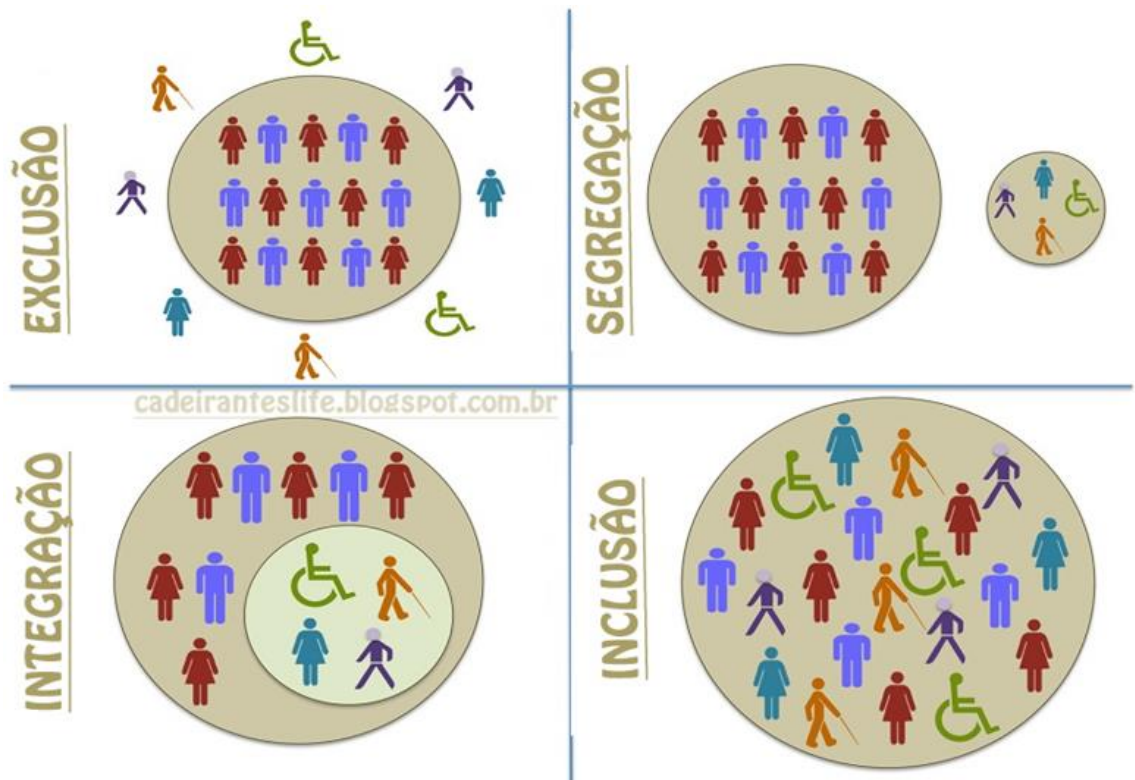 EXCLUSÃO
SEGREGAÇÃO
cadeiranteslife.blogspot.com.br
INTEGRAÇÃO
INCLUSÃO